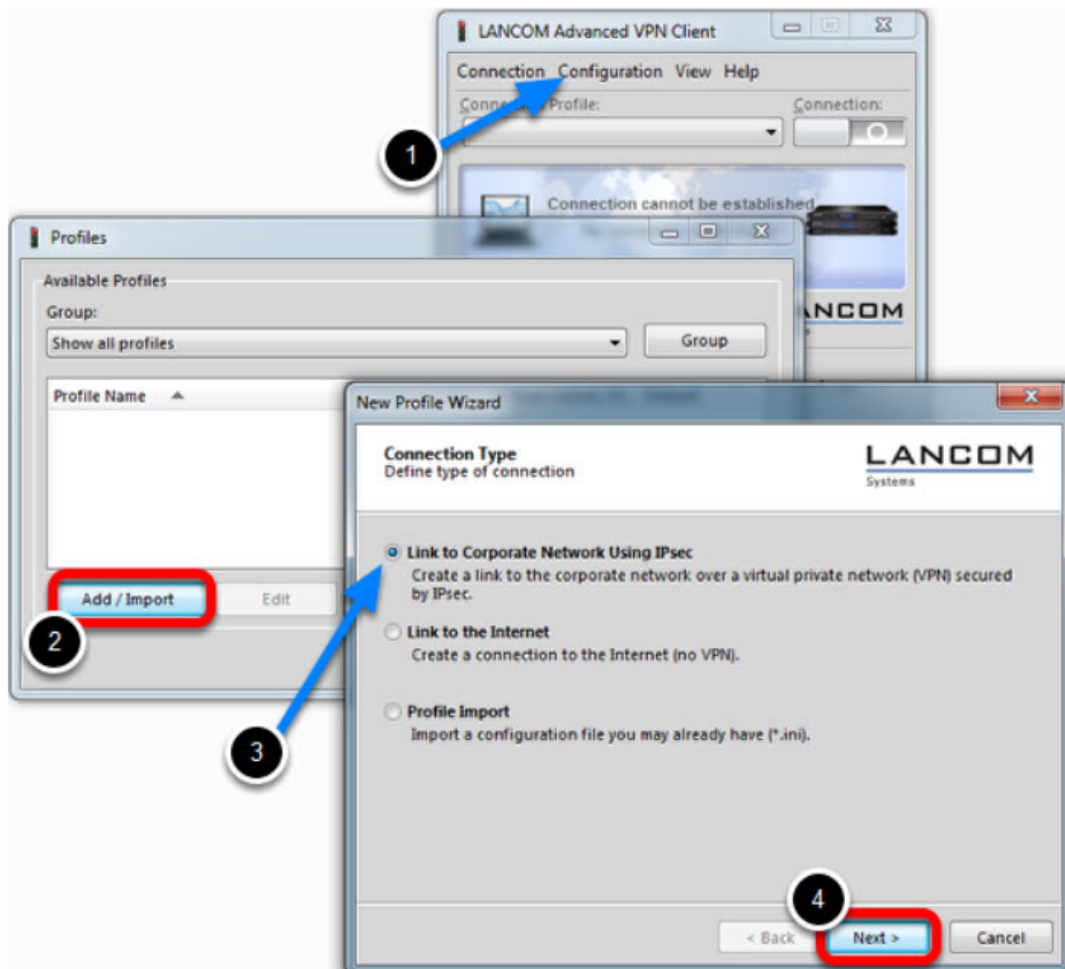 LANCOM Advanced VPN Client
Connection Configuration View Help
Connection Profile: Connection:
1
Connection cannot be established
Profiles
Available Profiles
Group:
Show all profiles
Group
LANCOM
Profile Name
New Profile Wizard
Connection Type
Define type of connection
LANCOM
Systems
Link to Corporate Network Using IPsec
Create a link to the corporate network over a virtual private network (VPN) secured
by IPsec.
Add / Import Edit
2
Link to the Internet
Create a connection to the Internet (no VPN).
Profile Import
Import a configuration file you may already have (*.ini).
3
4
< Back Next > Cancel